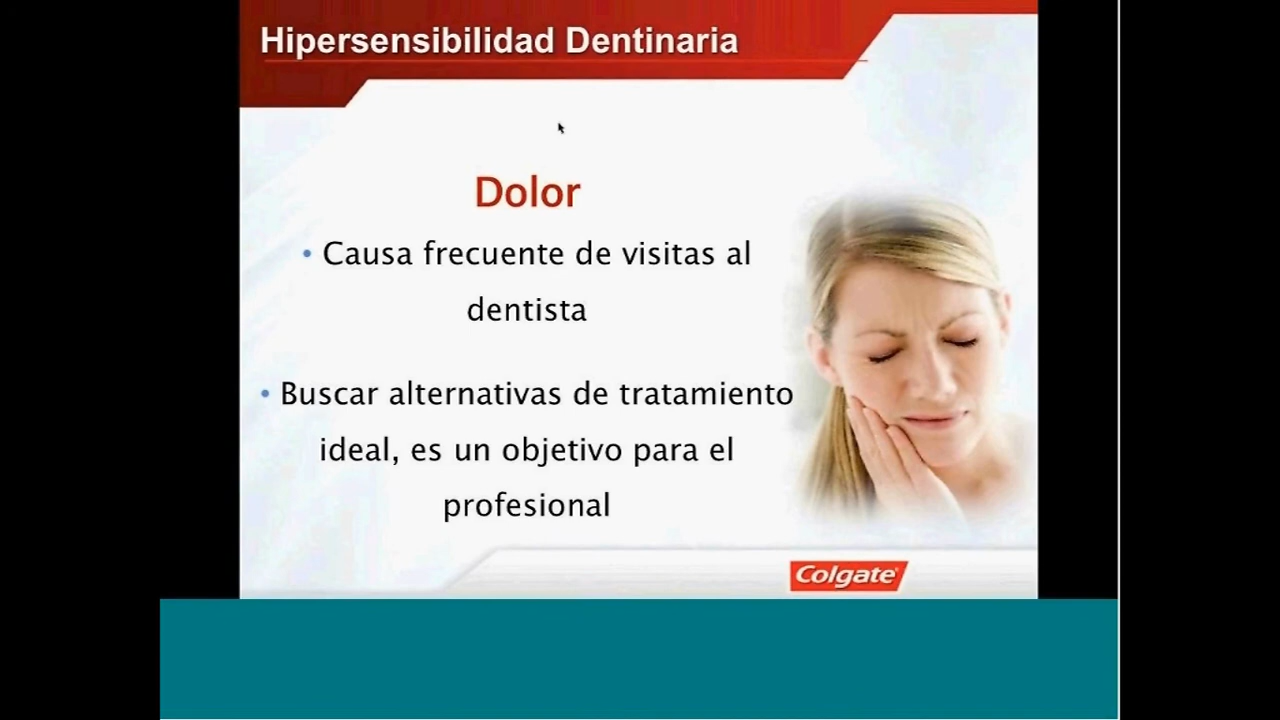 Hipersensibilidad Dentinaria
Dolor
• Causa frecuente de visitas al
dentista
• Buscar alternativas de tratamiento
ideal, es un objetivo para el
profesional
Colgate